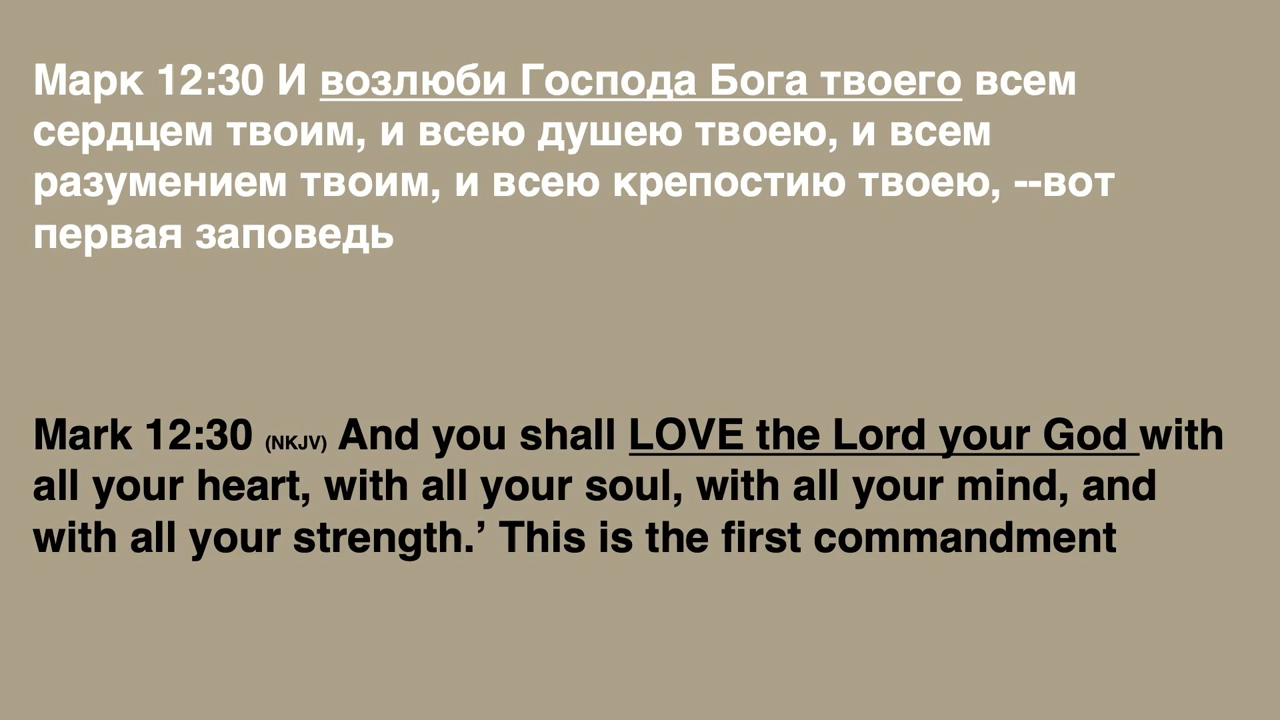 Марк 12:30 И возлюби Господа Бога твоего всем
сердцем твоим, и всею душею твоею, и всем
разумением твоим, и всею крепостию твоею, --вот
первая заповедь
Mark 12:30 (NKJV) And you shall LOVE the Lord your God with
all your heart, with all your soul, with all your mind, and
with all your strength.’ This is the first commandment